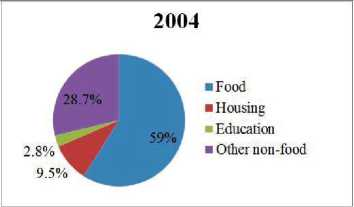 2004
28.7%
59%
2.8%
9.5%
Food
Housing
Education
Other non-food